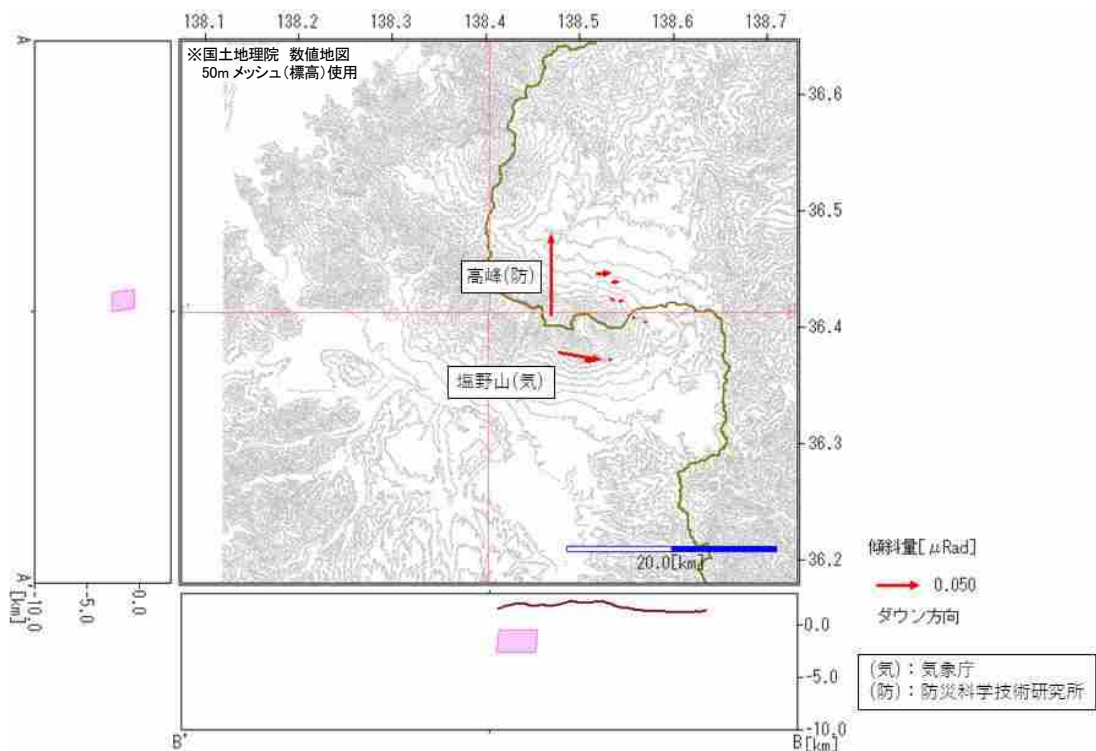 138.1 138.2 138.3 138.4 138.5 138.6 138.7
※国土地理院 数値地図
50mメッシュ(標高)使用
A
36.6
36.5
高峰(防)
36.4
塩野山(気)
36.3
36.2
20.0[km]
A'
-10.0
-5.0
0.0
[km]
傾斜量[μRad]
0.050
ダウン方向
0.0
-5.0
-10.0
B'
B
[km]
(気):気象庁
(防):防災科学技術研究所